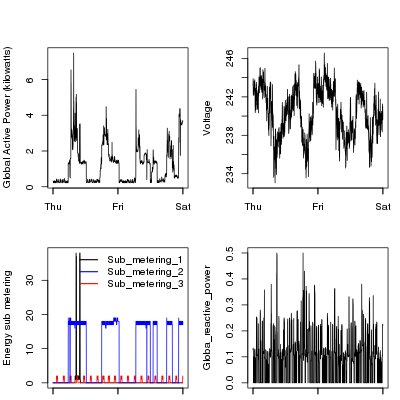 Global Active Power (kilowatts)
0 2 4 6
Thu Fri Sat
Voltage
234 238 242 246
Thu Fri Sat
Energy sub metering
0 10 20 30
Sub_metering_1
Sub_metering_2
Sub_metering_3
Globa_reactive_power
0.0 0.1 0.2 0.3 0.4 0.5